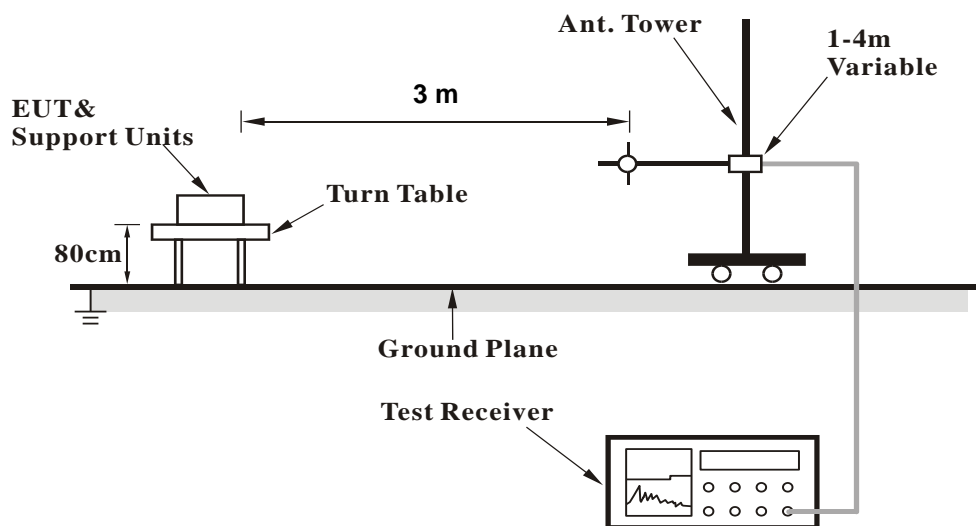 Ant. Tower
1-4m
Variable
EUT&
Support Units
3 m
Turn Table
80cm
Ground Plane
Test Receiver